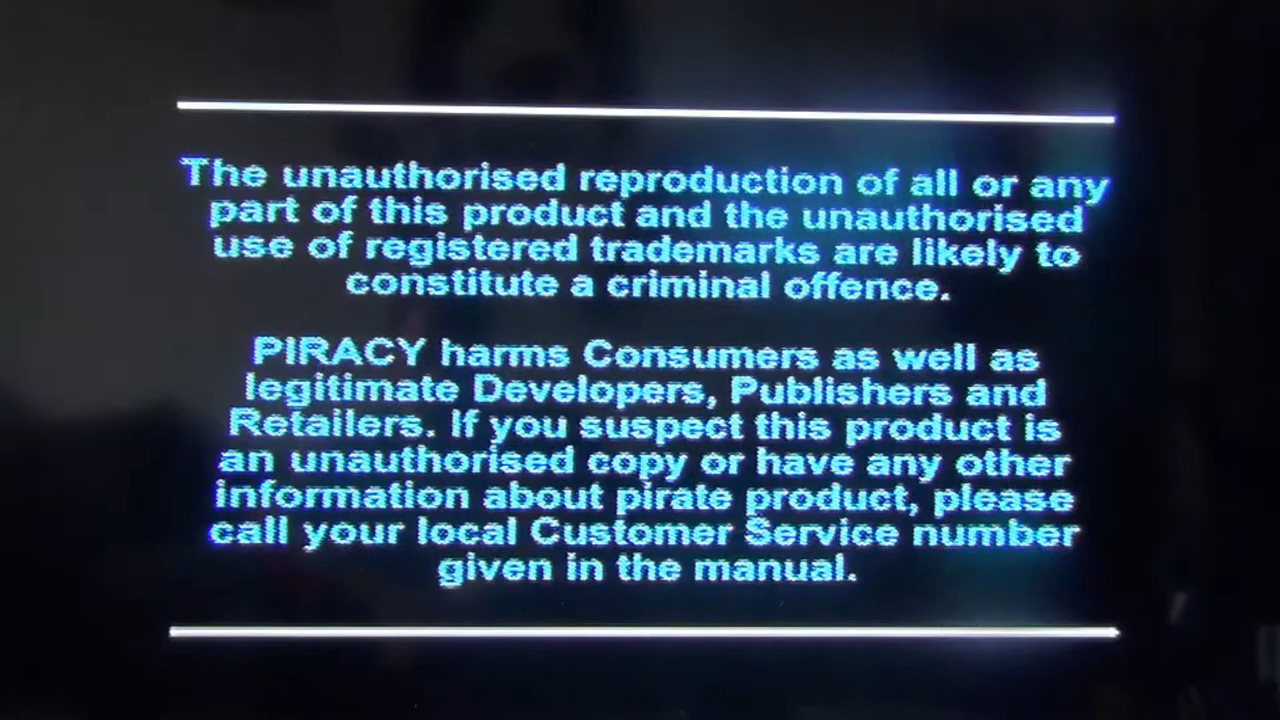 The unauthorised reproduction of all or any
part of this product and the unauthorised
use of registered trademarks are likely to
constitute a criminal offence.
PIRACY harms Consumers as well as
legitimate Developers, Publishers and
Retailers. If you suspect this product is
an unauthorised copy or have any other
information about pirate product, please
call your local Customer Service number
given in the manual.